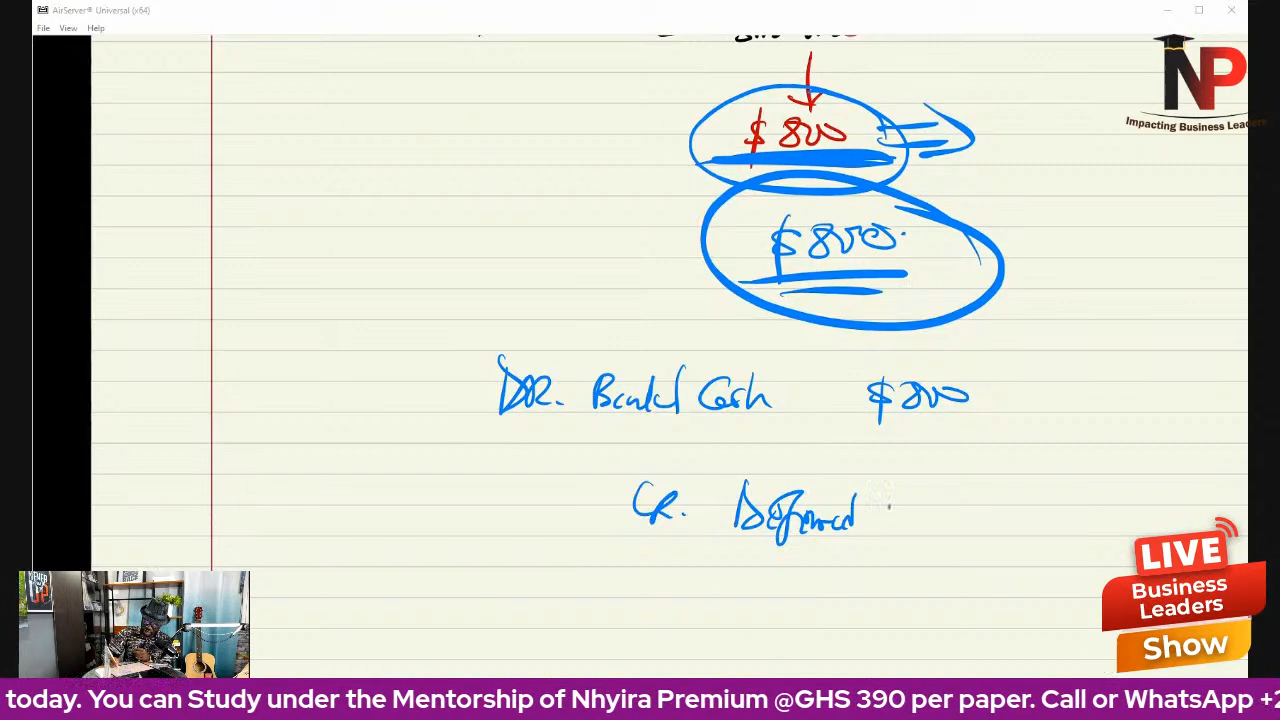 AirServer® Universal (x64)
File View Help
NP
Impacting Business Leaders
$800
$800.
DR. Bank/Cash $800
CR. Deferred
LIVE
Business
Leaders
Show
today. You can Study under the Mentorship of Nhyira Premium @GHS 390 per paper. Call or WhatsApp +2